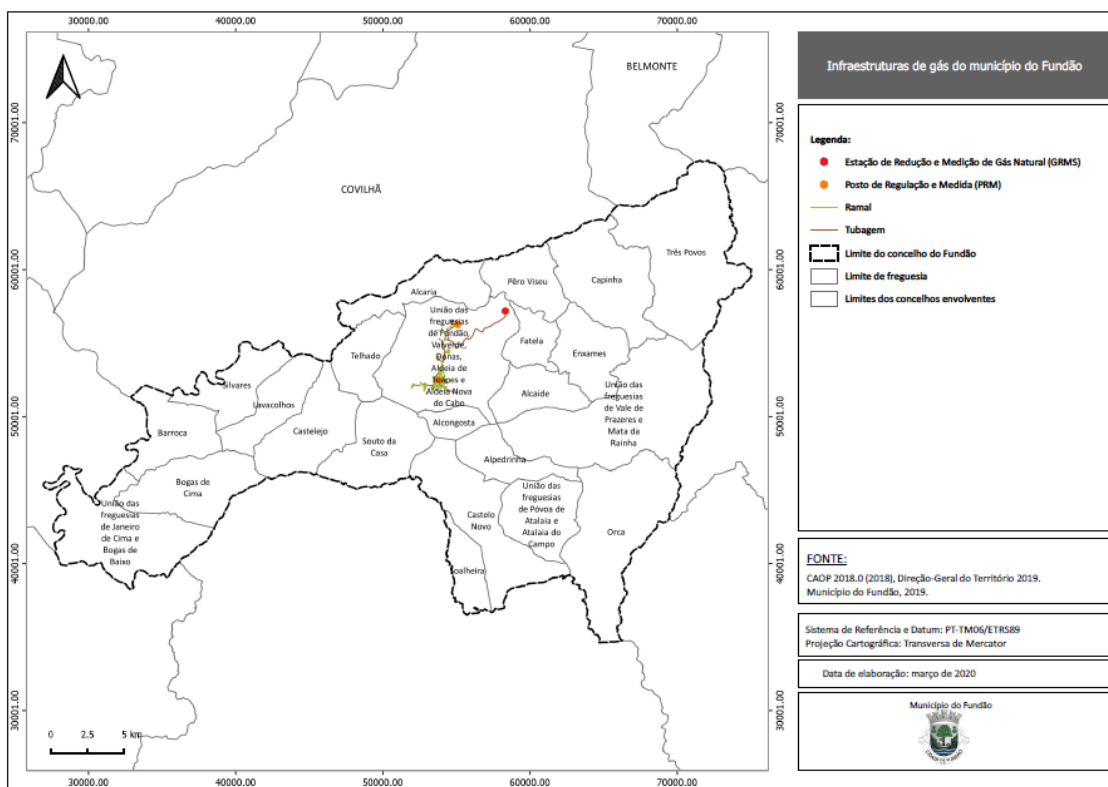 30000.00 40000.00 50000.00 60000.00 70000.00
Infraestruturas de gás do município do Fundão
BELMONTE
70001.00
70001.00
Legenda:
Estação de Redução e Medição de Gás Natural (GRMS)
Posto de Regulação e Medida (PRM)
Ramal
Tubagem
Limite do concelho do Fundão
Limite de freguesia
Limites dos concelhos envolventes
COVILHÃ
Três Povos
60001.00
60001.00
Pêro Viseu
Capinha
Alcaria
União das
freguesias
de Fundão,
Valverde,
Donas,
Aldeia de
Joanes e
Aldeia Nova
do Cabo
Telhado
Fatela
Enxames
Silvares
Lavacolhos
Alcaide
União das
freguesias
de Vale de
Prazeres e
Mata da
Rainha
50001.00
50001.00
Barroca
Castelejo
Souto da
Casa
Alcongosta
Alpedrinha
Bogas de
Cima
União das
freguesias
de Janeiro
de Cima e
Bogas de
Baixo
Castelo
Novo
União das
freguesias
de Póvoa de
Atalaia e
Atalaia do
Campo
Orca
40001.00
40001.00
FONTE:
CAOP 2018.0 (2018), Direção-Geral do Território 2019.
Município do Fundão, 2019.
Sistema de Referência e Datum: PT-TM06/ETRS89
Projeção Cartográfica: Transversa de Mercator
Data de elaboração: março de 2020
Município do Fundão
30001.00
30001.00
0 2.5 5 km
30000.00 40000.00 50000.00 60000.00 70000.00